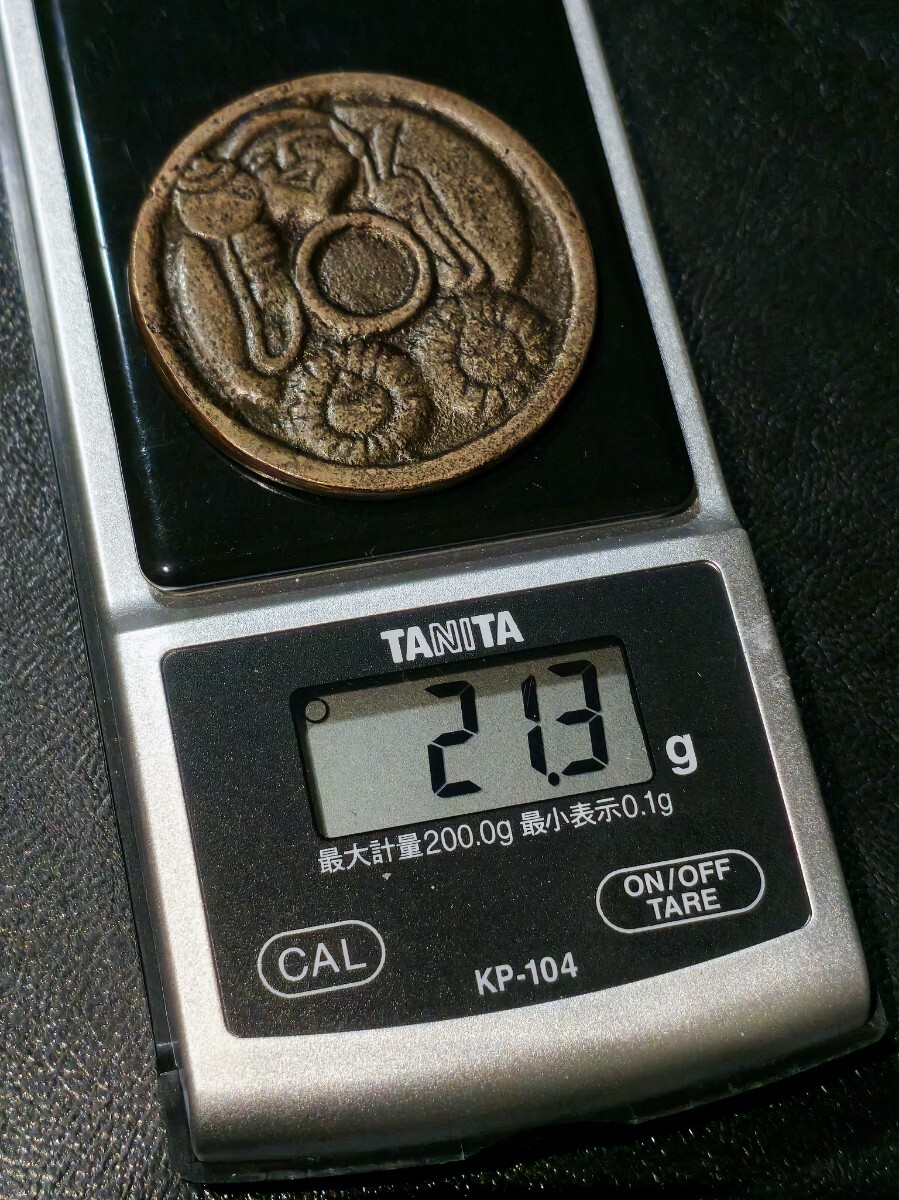 TANITA
21.3 g
最大計量200.0g 最小表示0.1g
ON/OFF
TARE
CAL
KP-104